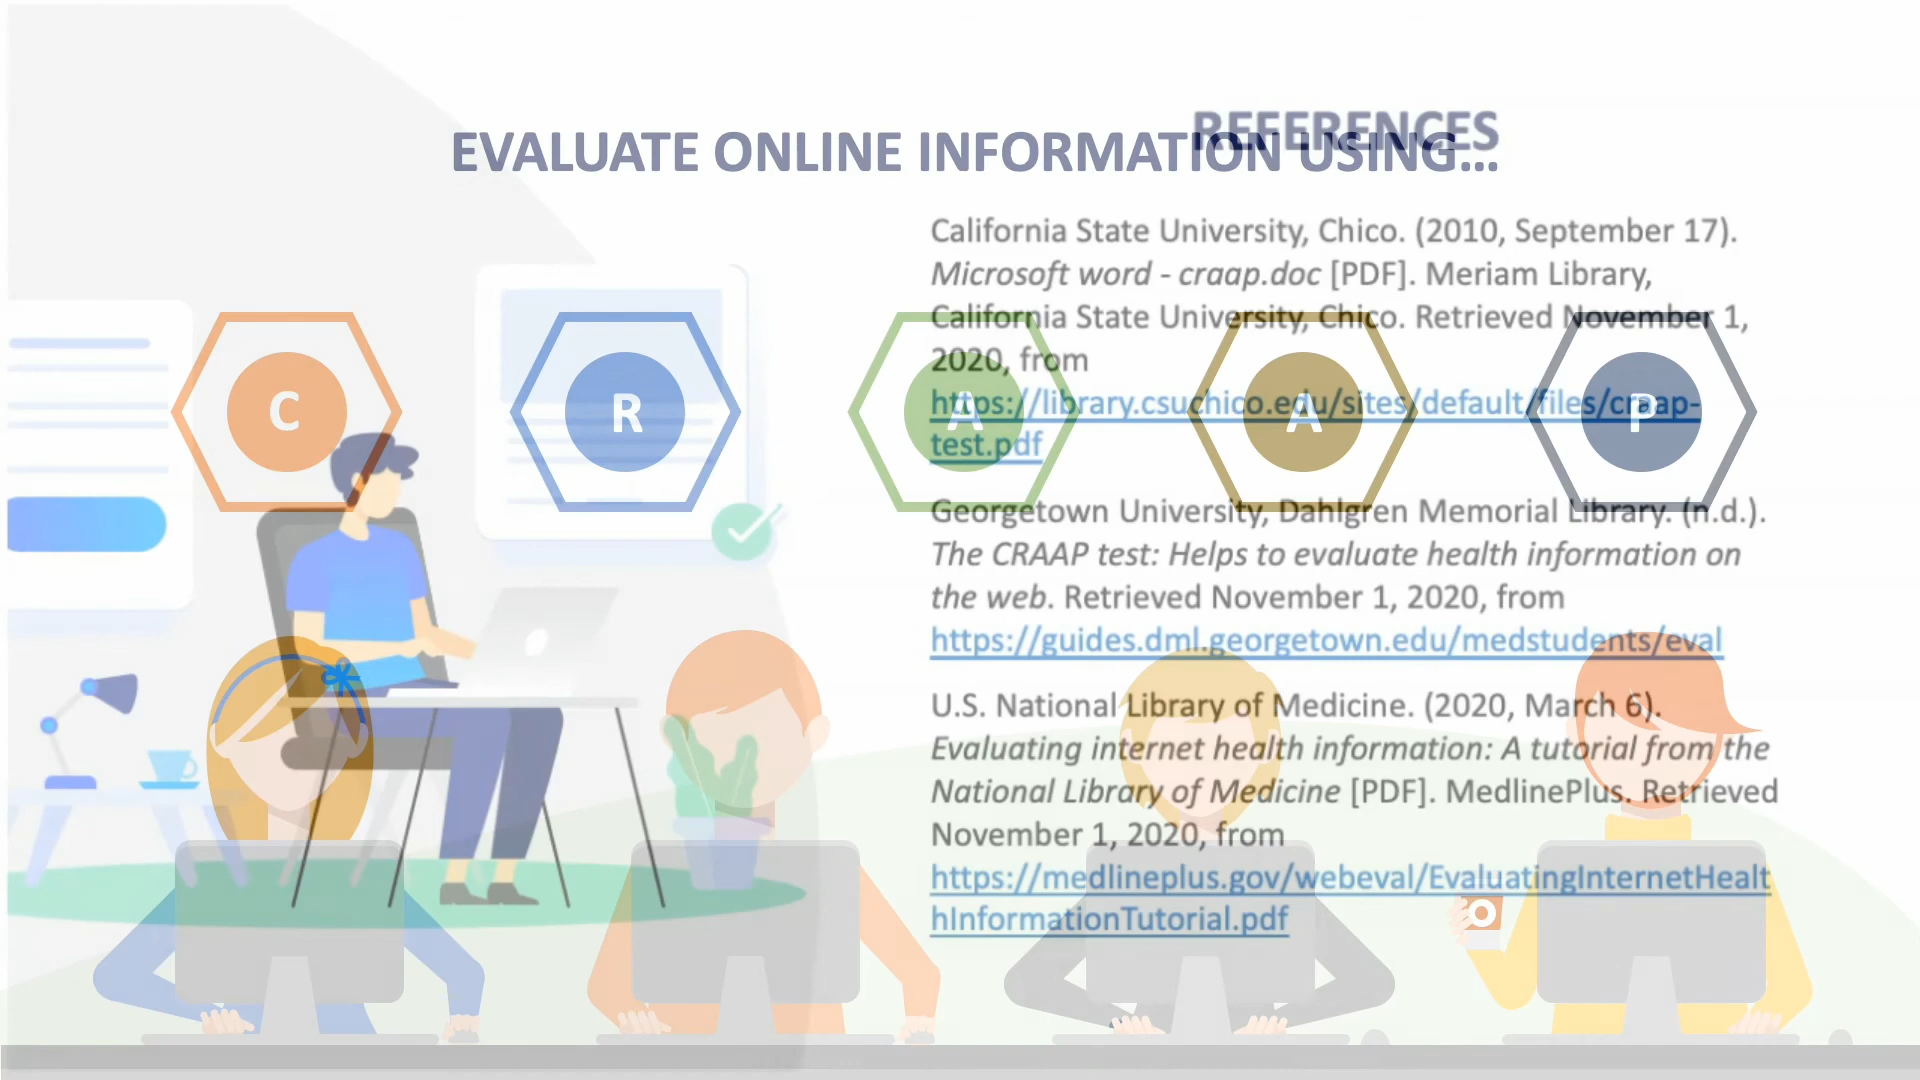 REFERENCES
EVALUATE ONLINE INFORMATION USING...
California State University, Chico. (2010, September 17).
Microsoft word - craap.doc [PDF]. Meriam Library,
California State University, Chico. Retrieved November 1,
2020, from
https://library.csuchico.edu/sites/default/files/craap-
test.pdf
C R A A P
Georgetown University, Dahlgren Memorial Library. (n.d.).
The CRAAP test: Helps to evaluate health information on
the web. Retrieved November 1, 2020, from
https://guides.dml.georgetown.edu/medstudents/eval
U.S. National Library of Medicine. (2020, March 6).
Evaluating internet health information: A tutorial from the
National Library of Medicine [PDF]. MedlinePlus. Retrieved
November 1, 2020, from
https://medlineplus.gov/webeval/EvaluatingInternetHealt
hInformationTutorial.pdf